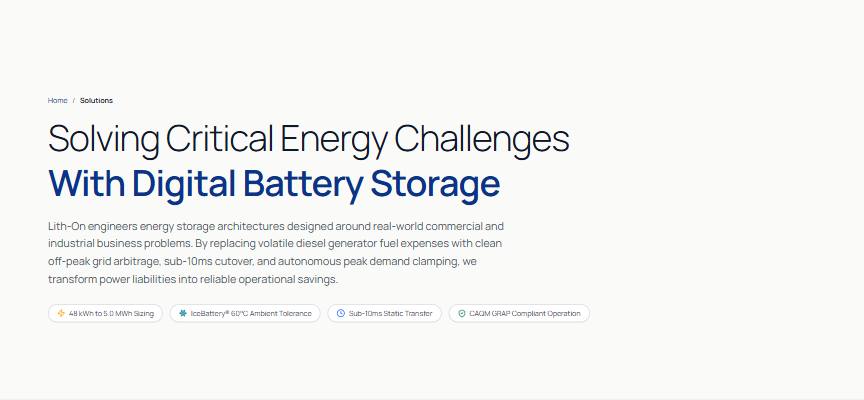 Home / Solutions
Solving Critical Energy Challenges
With Digital Battery Storage
Lith-On engineers energy storage architectures designed around real-world commercial and
industrial business problems. By replacing volatile diesel generator fuel expenses with clean
off-peak grid arbitrage, sub-10ms cutover, and autonomous peak demand clamping, we
transform power liabilities into reliable operational savings.
48 kWh to 5.0 MWh Sizing
IceBattery® 60°C Ambient Tolerance
Sub-10ms Static Transfer
CAQM GRAP Compliant Operation